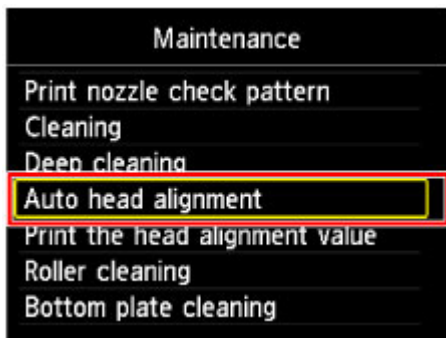 Maintenance
Print nozzle check pattern
Cleaning
Deep cleaning
Auto head alignment
Print the head alignment value
Roller cleaning
Bottom plate cleaning